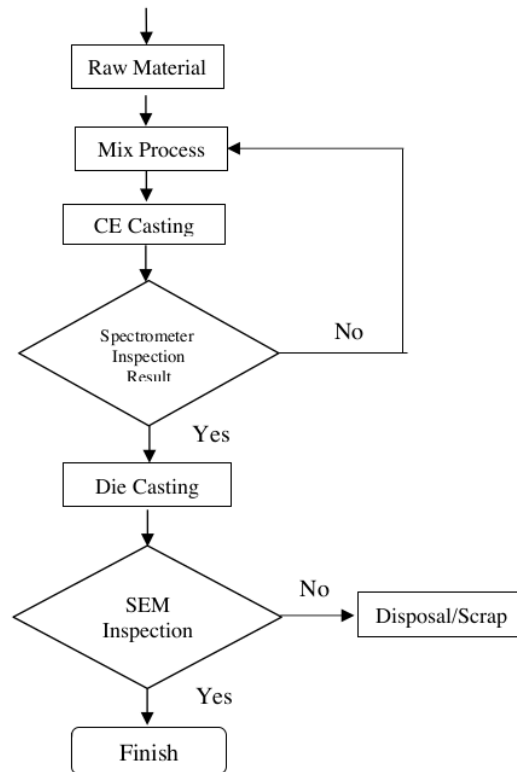 Raw Material
Mix Process
CE Casting
Spectrometer
Inspection
Result
No
Yes
Die Casting
SEM
Inspection
No
Disposal/Scrap
Yes
Finish